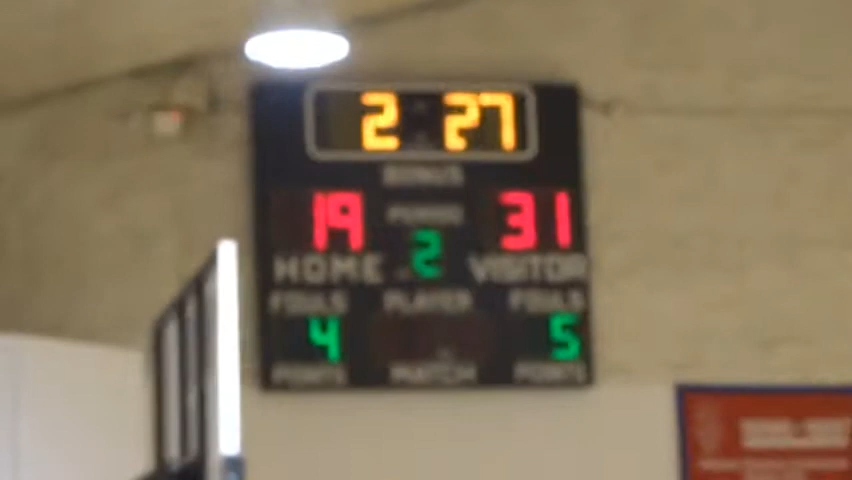 2 27
BONUS
19 PERIOD 31
HOME 2 VISITOR
FOULS PLAYER FOULS
4 5
POINTS MATCH POINTS